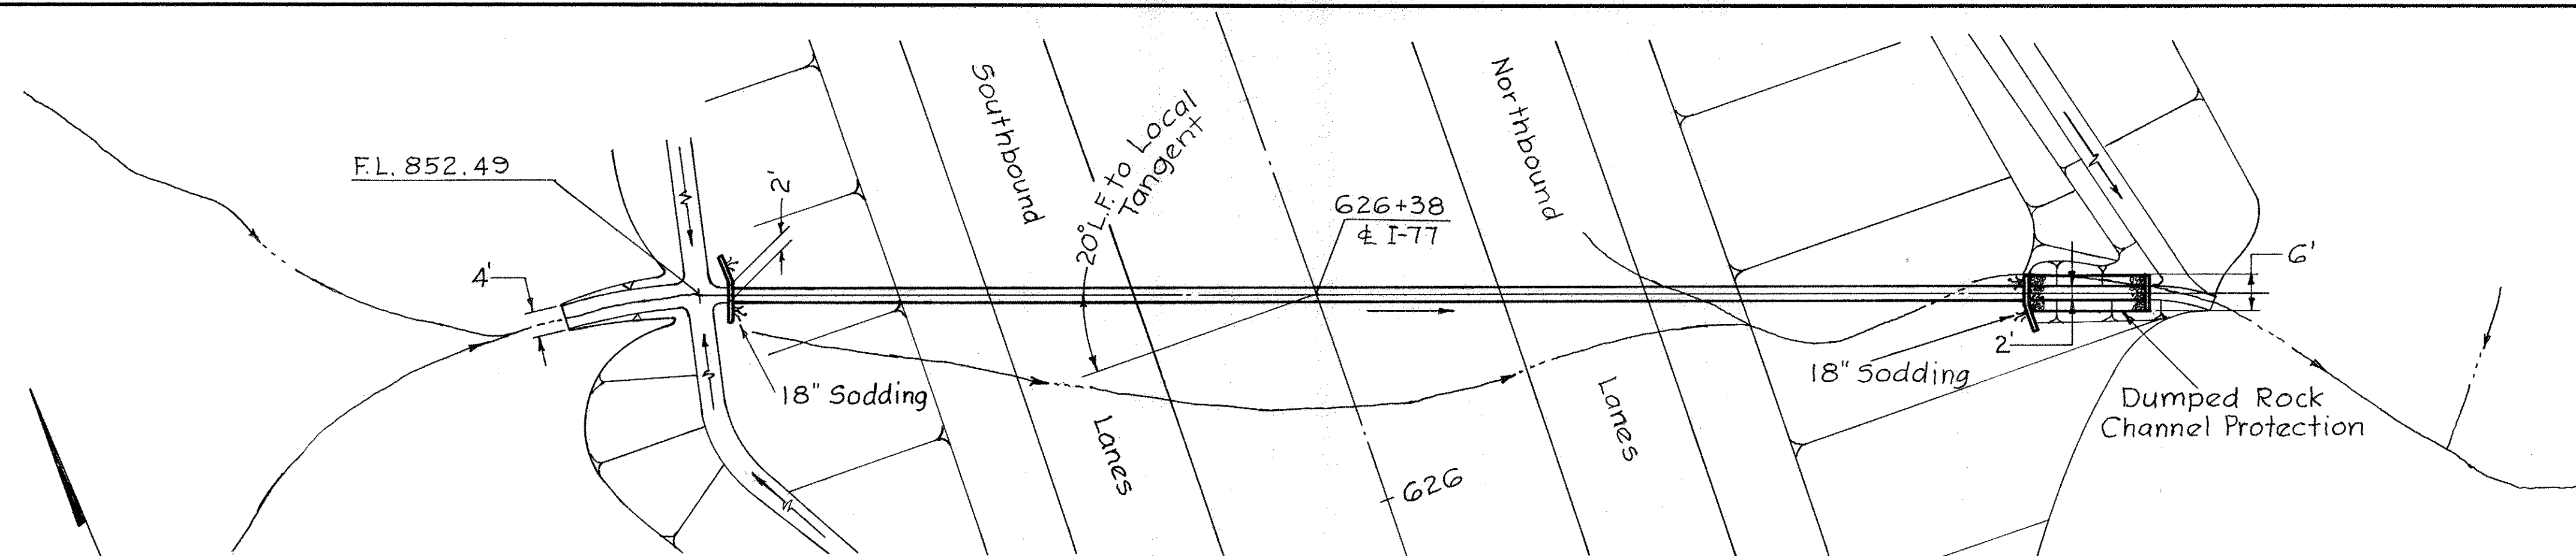 F.L. 852.49
4'
2'
18" Sodding
Southbound
Lanes
20° L.F. to Local
Tangent
626+38
℄ I-77
626
Northbound
Lanes
18" Sodding
2'
6'
Dumped Rock
Channel Protection